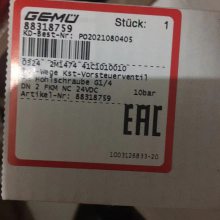 GEMÜ Stück: 1
88318759
KD-Best-Nr: PO2021080405
0324 2M1474 41C1010010
Wege Kst-Vorsteuerventil
Hohlschraube G1/4
DN 2 FKM NC 24VDC 10bar
Artikel-Nr: 88318759
EAC
1003126833-20